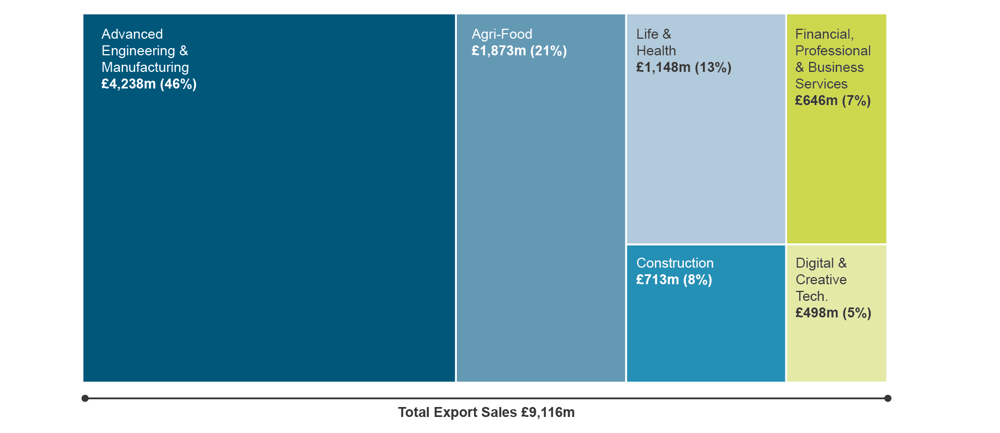 Advanced
Engineering &
Manufacturing
£4,238m (46%)
Agri-Food
£1,873m (21%)
Life &
Health
£1,148m (13%)
Financial,
Professional
& Business
Services
£646m (7%)
Construction
£713m (8%)
Digital &
Creative
Tech.
£498m (5%)
Total Export Sales £9,116m